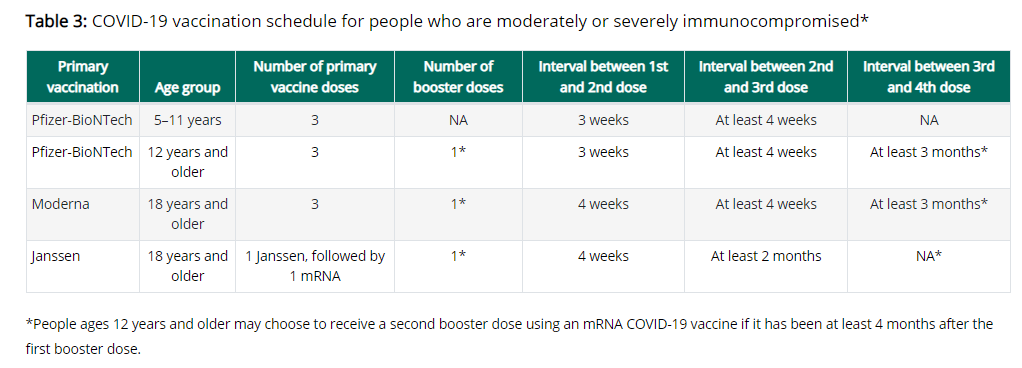 Table 3: COVID-19 vaccination schedule for people who are moderately or severely immunocompromised*
Primary vaccination Age group Number of primary vaccine doses Number of booster doses Interval between 1st and 2nd dose Interval between 2nd and 3rd dose Interval between 3rd and 4th dose
Pfizer-BioNTech 5–11 years 3 NA 3 weeks At least 4 weeks NA
Pfizer-BioNTech 12 years and older 3 1* 3 weeks At least 4 weeks At least 3 months*
Moderna 18 years and older 3 1* 4 weeks At least 4 weeks At least 3 months*
Janssen 18 years and older 1 Janssen, followed by 1 mRNA 1* 4 weeks At least 2 months NA*
*People ages 12 years and older may choose to receive a second booster dose using an mRNA COVID-19 vaccine if it has been at least 4 months after the
first booster dose.